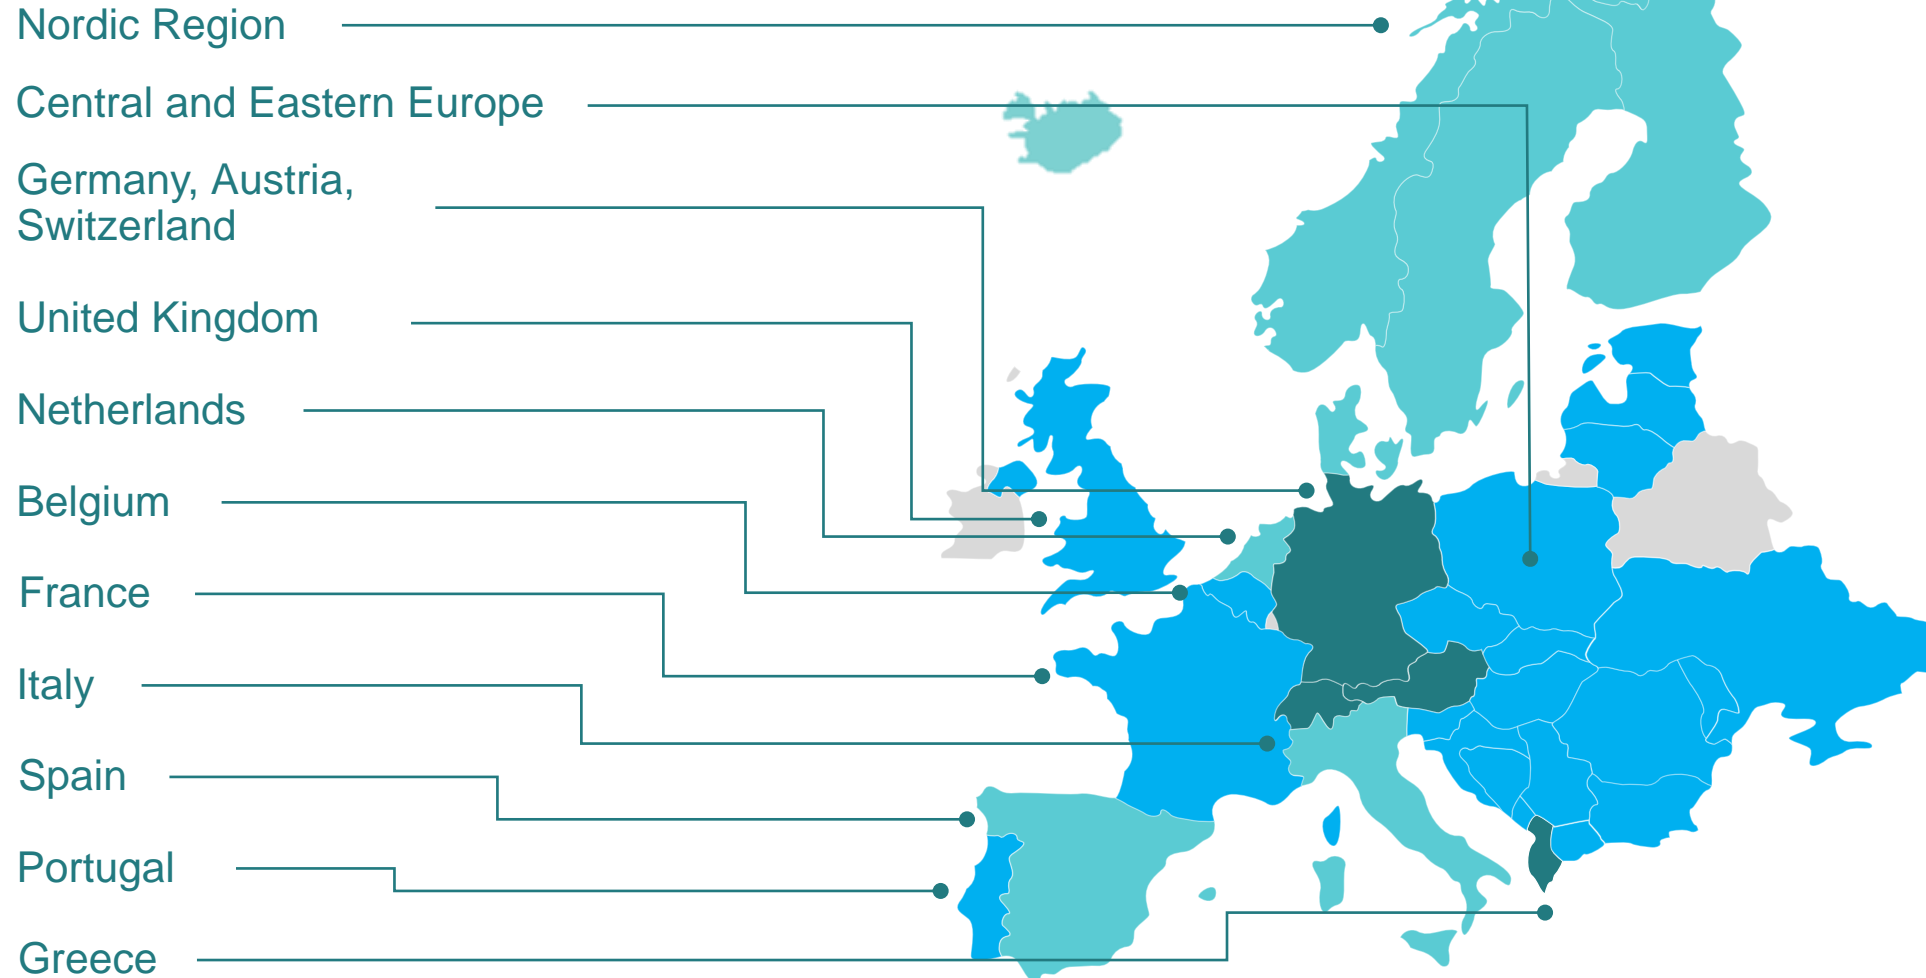 Nordic Region
Central and Eastern Europe
Germany, Austria,
Switzerland
United Kingdom
Netherlands
Belgium
France
Italy
Spain
Portugal
Greece